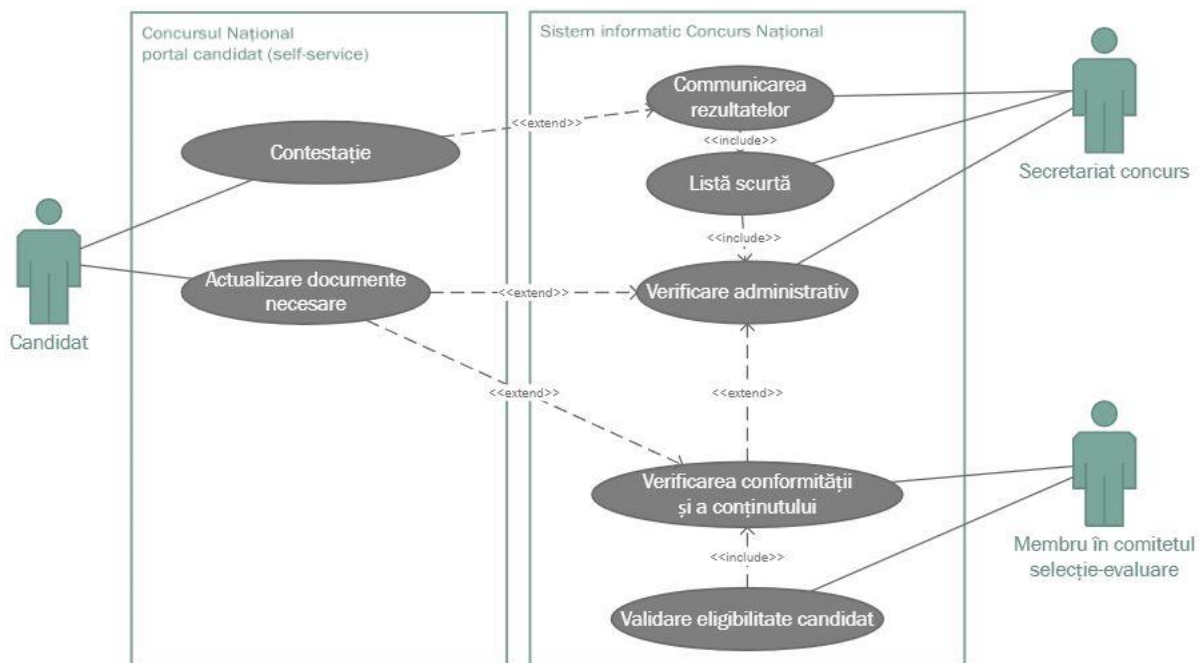 Concursul Național
portal candidat (self-service)
Sistem informatic Concurs Național
Communicarea
rezultatelor
<<extend>>
<<include>>
Contestație
Listă scurtă
Secretariat concurs
<<include>>
Actualizare documente
necesare
<<extend>>
Verificare administrativ
Candidat
<<extend>>
<<extend>>
Verificarea conformității
și a conținutului
Membru în comitetul
selecție-evaluare
<<include>>
Validare eligibilitate candidat